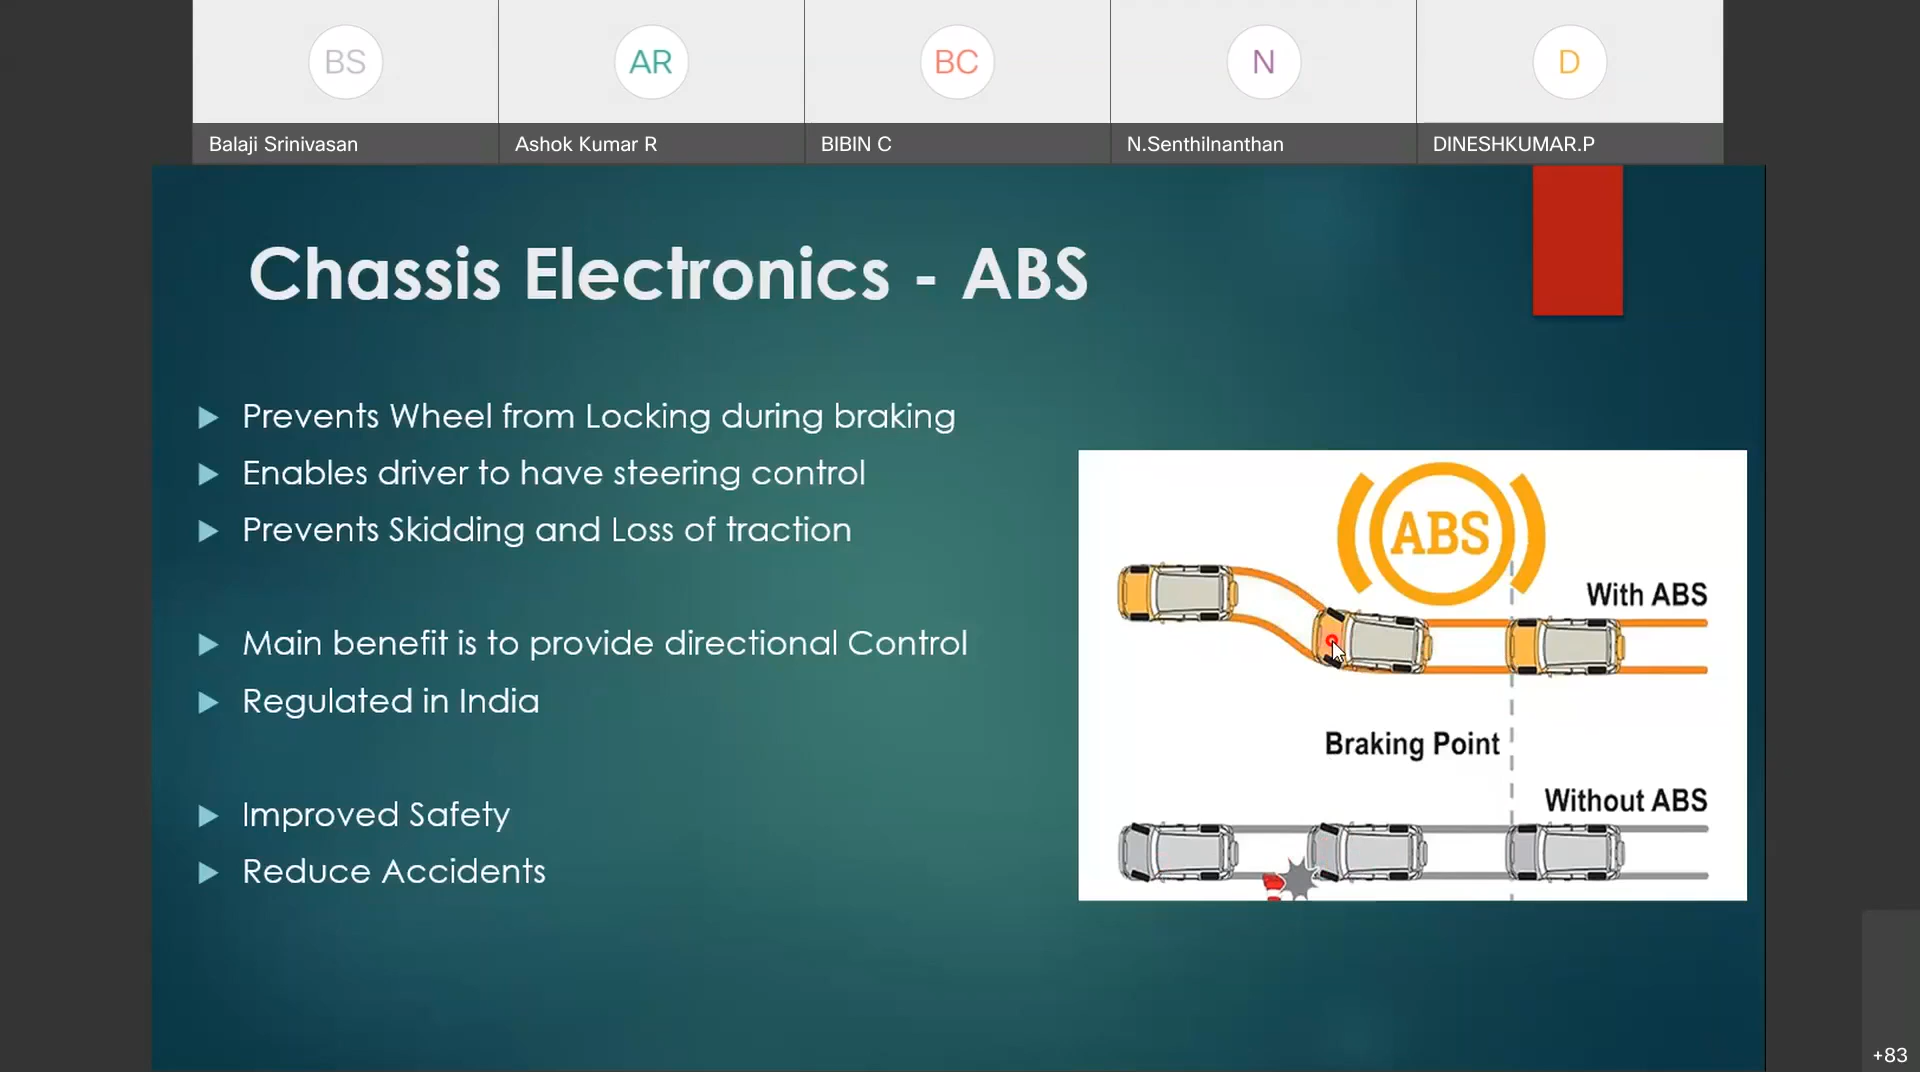 BS
AR
BC
N
D
Balaji Srinivasan
Ashok Kumar R
BIBIN C
N.Senthilnanthan
DINESHKUMAR.P
Chassis Electronics - ABS
Prevents Wheel from Locking during braking
Enables driver to have steering control
Prevents Skidding and Loss of traction
Main benefit is to provide directional Control
Regulated in India
Improved Safety
Reduce Accidents
ABS
With ABS
Braking Point
Without ABS
+83